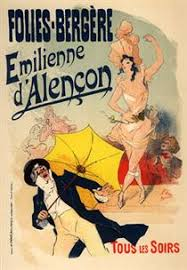 FOLIES-BERGÈRE
Emilienne
d'Alençon
TOUS LES SOIRS